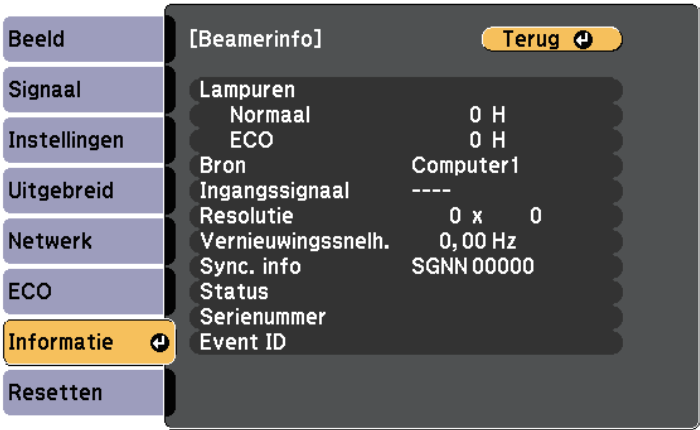 Beeld
Signaal
Instellingen
Uitgebreid
Netwerk
ECO
Informatie
Resetten
[Beamerinfo]
Terug
Lampuren
Normaal 0 H
ECO 0 H
Bron Computer1
Ingangssignaal ----
Resolutie 0 x 0
Vernieuwingssnelh. 0,00 Hz
Sync. info SGNN 00000
Status
Serienummer
Event ID